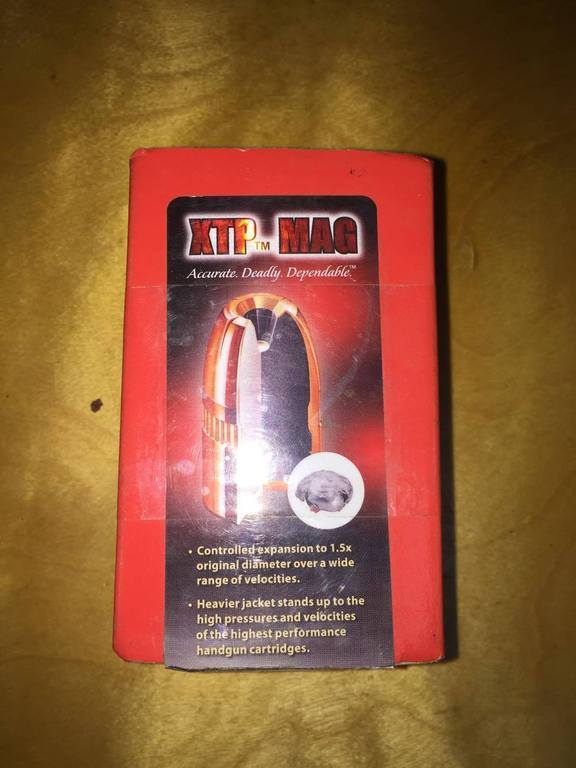 XTP™ MAG
Accurate. Deadly. Dependable.™
• Controlled expansion to 1.5x
original diameter over a wide
range of velocities.
• Heavier jacket stands up to the
high pressures and velocities
of the highest performance
handgun cartridges.